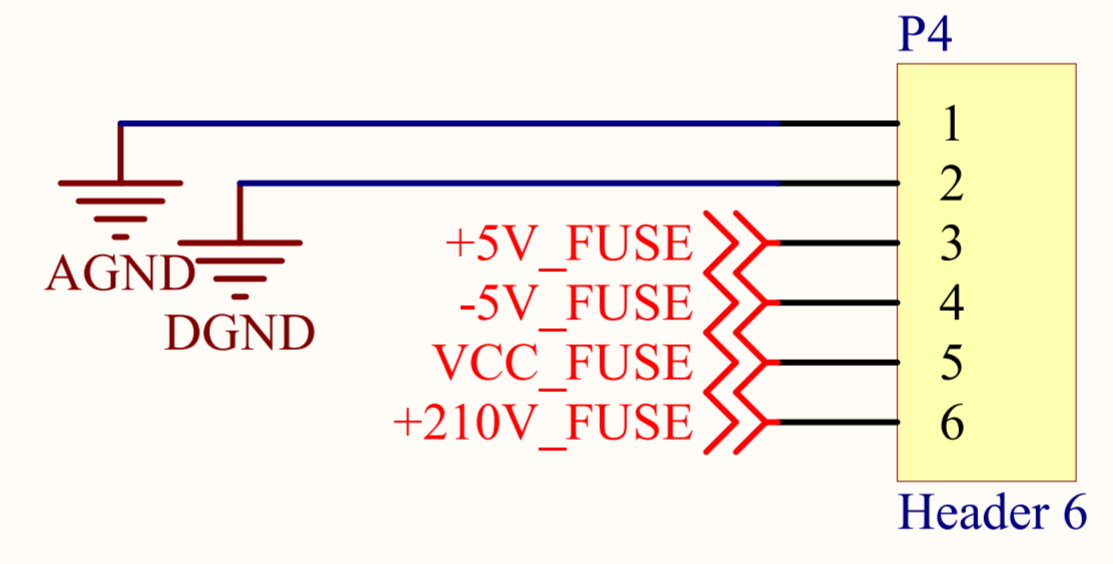 P4
1
2
+5V_FUSE 3
AGND
-5V_FUSE 4
DGND
VCC_FUSE 5
+210V_FUSE 6
Header 6